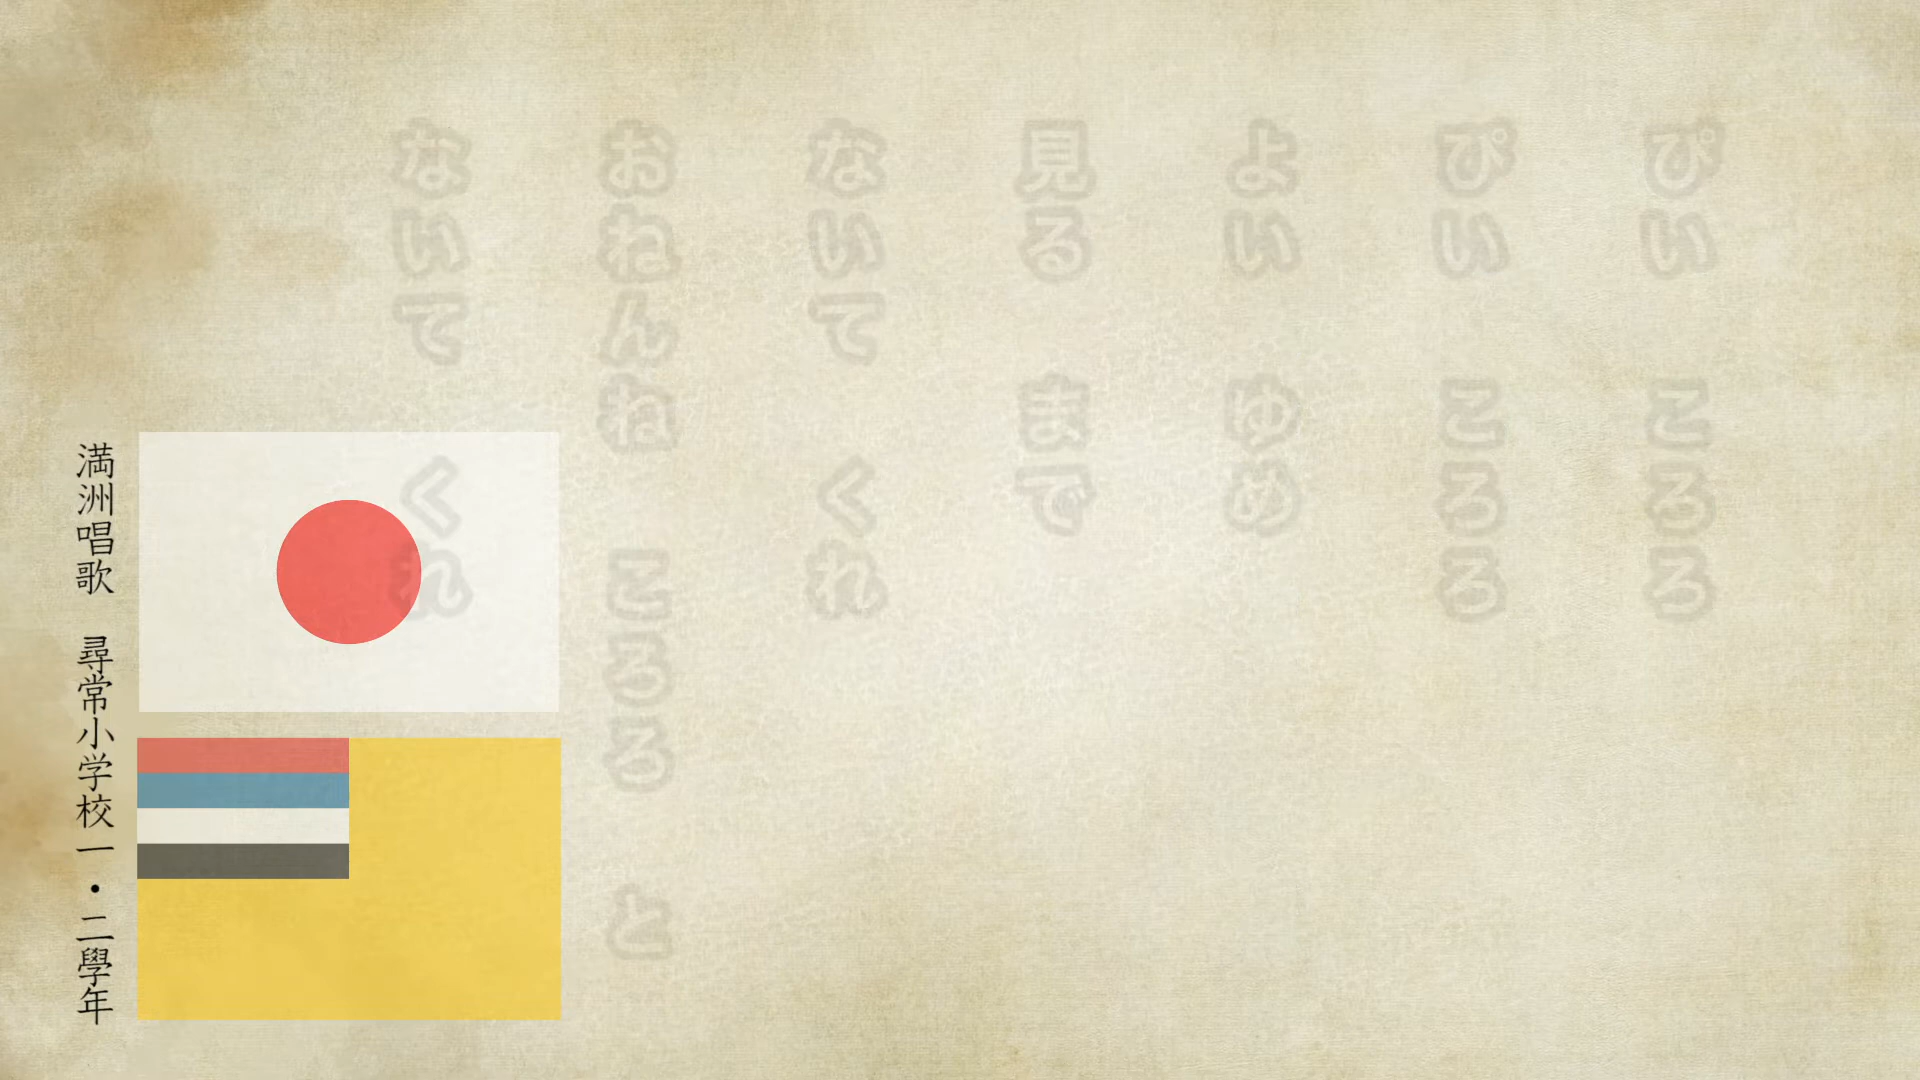 ぴい　ころろ
ぴい　ころろ
よい　ゆめ
見る　まで
ないて　くれ
おねんね　ころろ　と
ないて　くれ
満洲唱歌　尋常小学校一・二學年